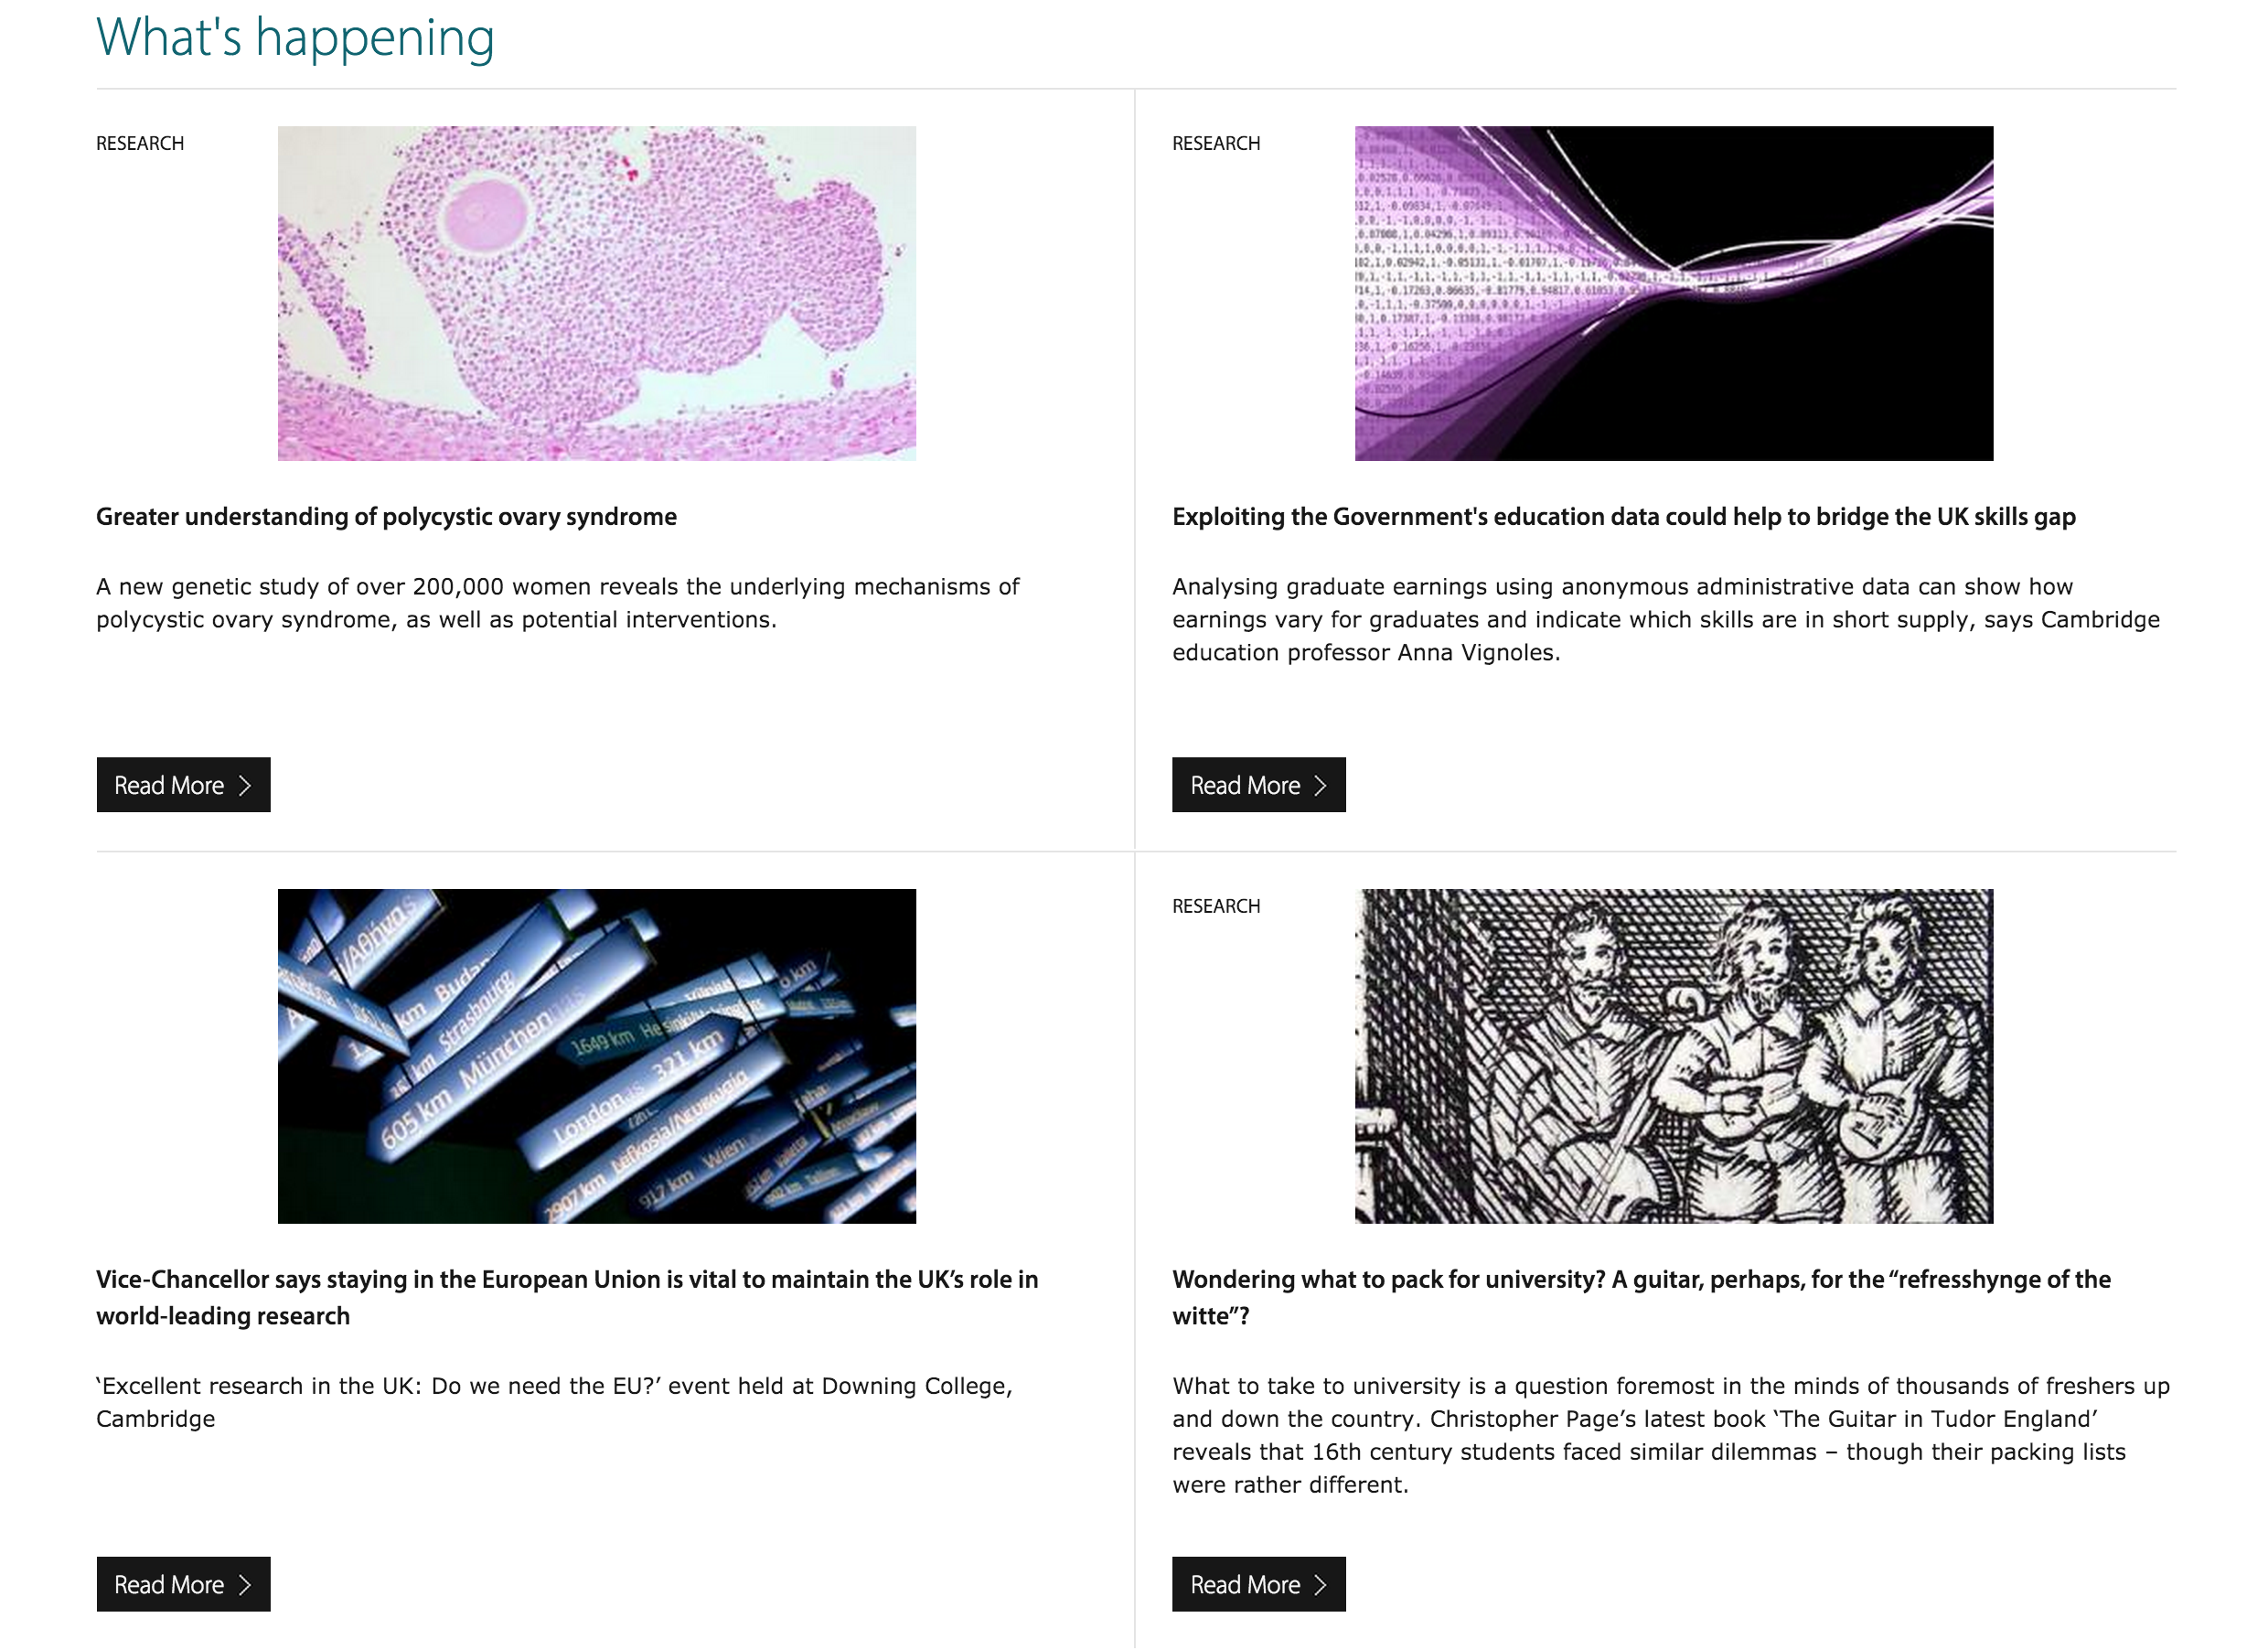 What's happening
RESEARCH
Greater understanding of polycystic ovary syndrome
A new genetic study of over 200,000 women reveals the underlying mechanisms of
polycystic ovary syndrome, as well as potential interventions.
Read More
RESEARCH
Exploiting the Government's education data could help to bridge the UK skills gap
Analysing graduate earnings using anonymous administrative data can show how
earnings vary for graduates and indicate which skills are in short supply, says Cambridge
education professor Anna Vignoles.
Read More
605 km München
km Strasbourg
km Budap
1649 km Helsinki
London 321 km
2907 km Lefkosia/Λευκωσία
917 km Wien
Vice-Chancellor says staying in the European Union is vital to maintain the UK’s role in
world-leading research
‘Excellent research in the UK: Do we need the EU?’ event held at Downing College,
Cambridge
Read More
RESEARCH
Wondering what to pack for university? A guitar, perhaps, for the “refresshynge of the
witte”?
What to take to university is a question foremost in the minds of thousands of freshers up
and down the country. Christopher Page’s latest book ‘The Guitar in Tudor England’
reveals that 16th century students faced similar dilemmas – though their packing lists
were rather different.
Read More